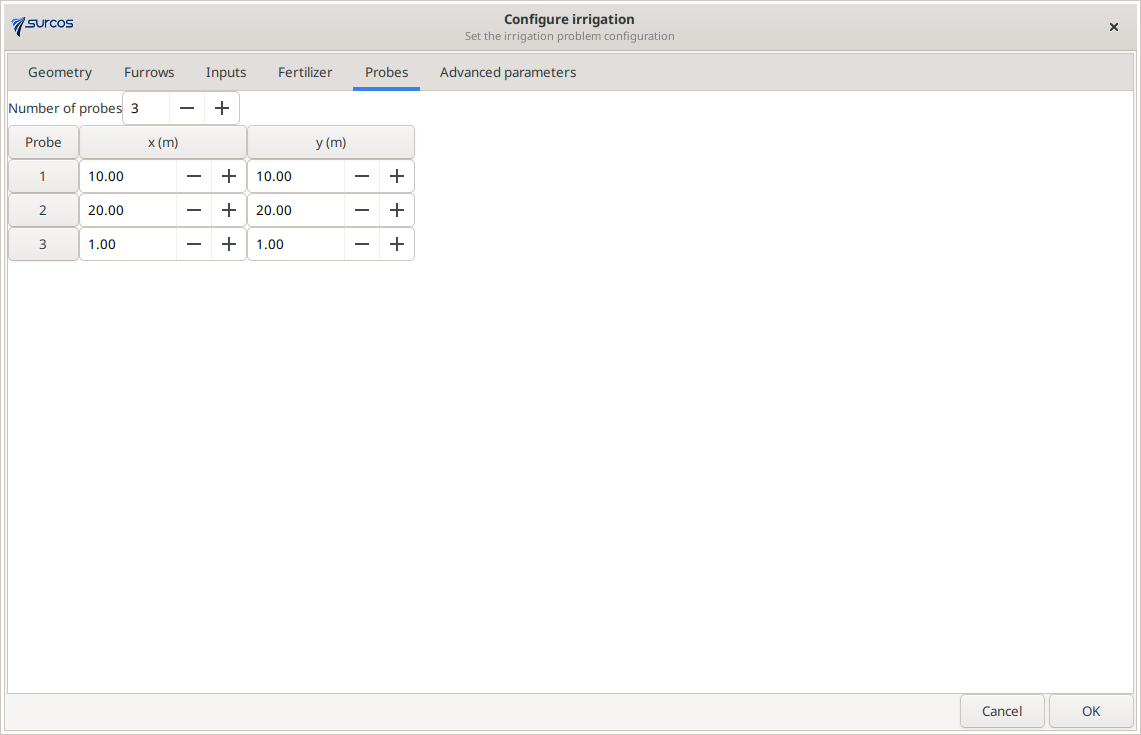 surcos
Configure irrigation
Set the irrigation problem configuration
Geometry Furrows Inputs Fertilizer Probes Advanced parameters
Number of probes 3
Probe x (m) y (m)
1 10.00 10.00
2 20.00 20.00
3 1.00 1.00
Cancel OK